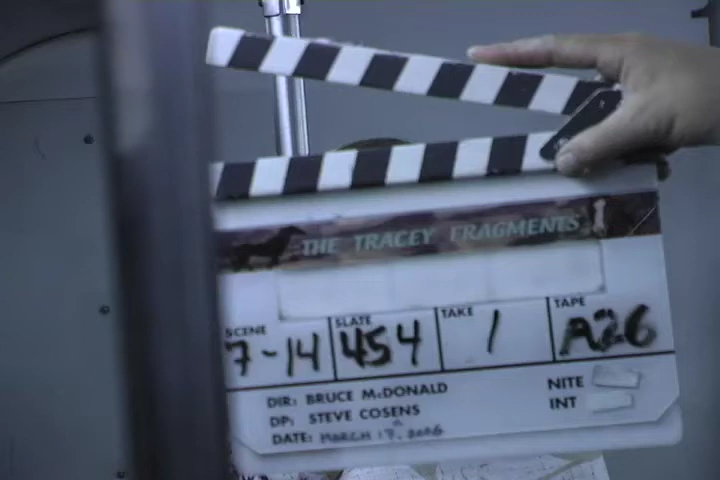 THE TRACEY FRAGMENTS
SCENE SLATE TAKE TAPE
7-14 454 1 A26
DIR: BRUCE McDONALD NITE
DP: STEVE COSENS INT
DATE: MARCH 17, 2006